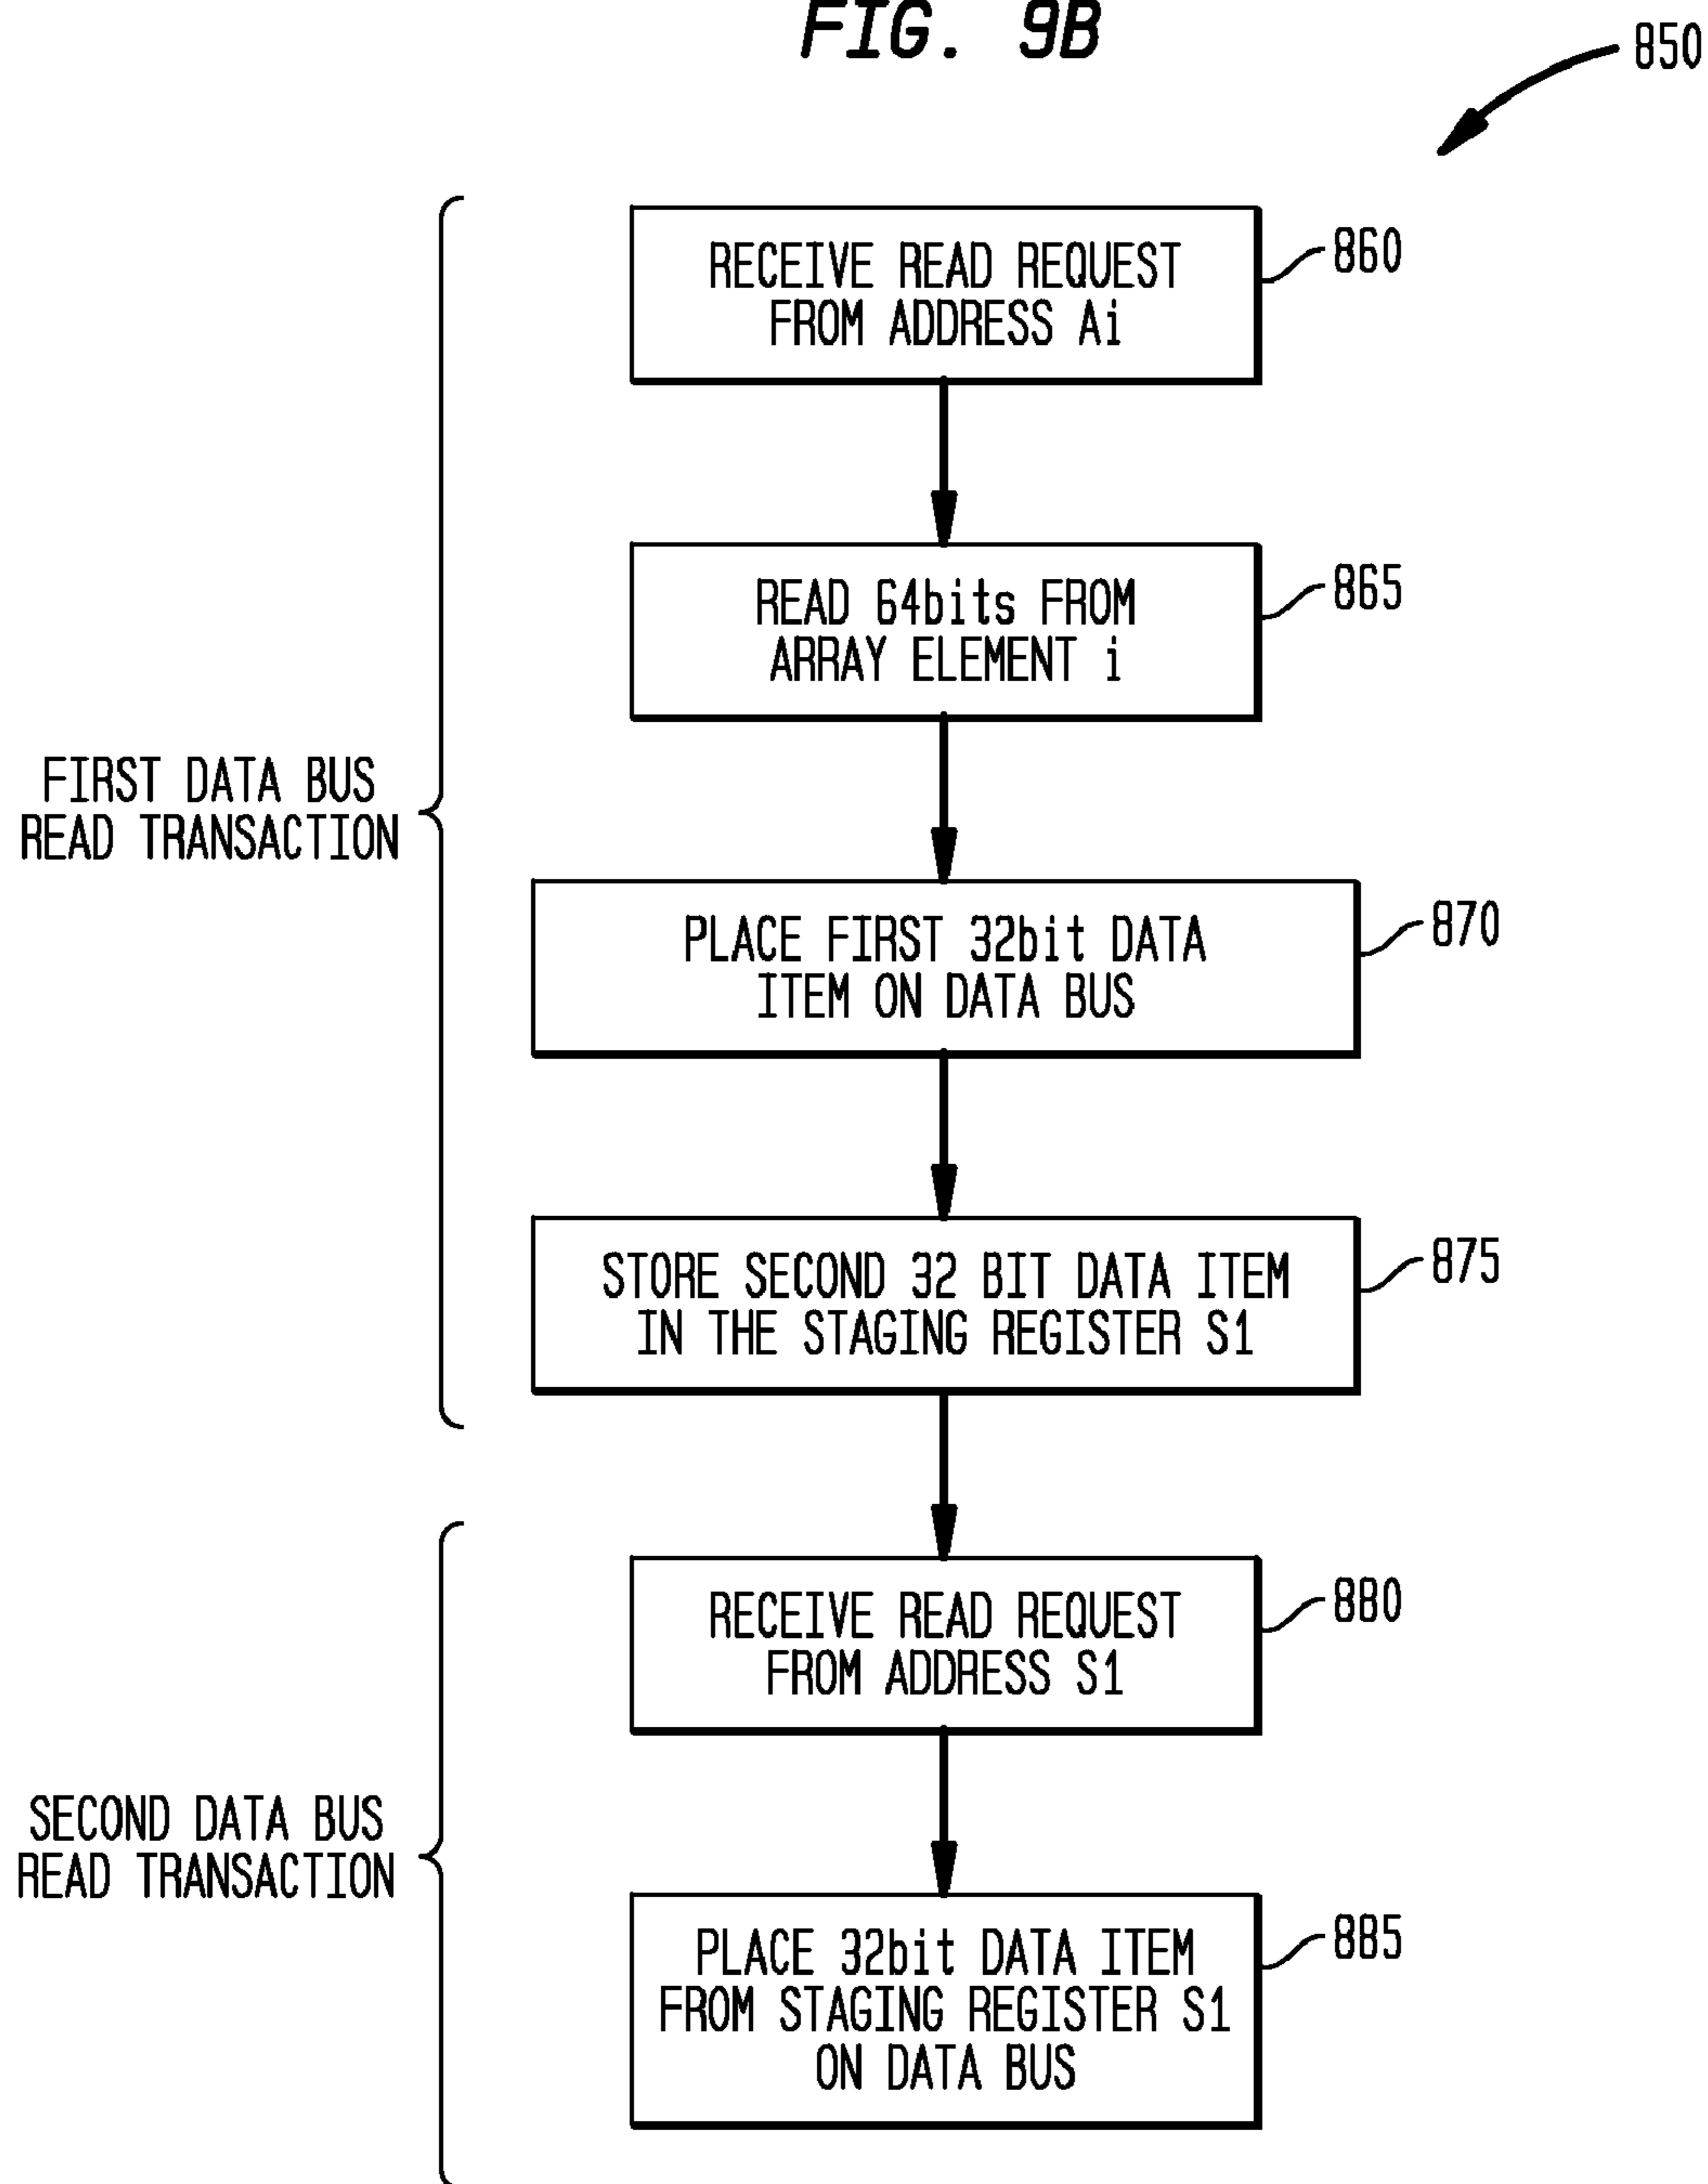 FIG. 9B
850
RECEIVE READ REQUEST
FROM ADDRESS Ai
860
READ 64bits FROM
ARRAY ELEMENT i
865
FIRST DATA BUS
READ TRANSACTION
PLACE FIRST 32bit DATA
ITEM ON DATA BUS
870
STORE SECOND 32 BIT DATA ITEM
IN THE STAGING REGISTER S1
875
RECEIVE READ REQUEST
FROM ADDRESS S1
880
SECOND DATA BUS
READ TRANSACTION
PLACE 32bit DATA ITEM
FROM STAGING REGISTER S1
ON DATA BUS
885